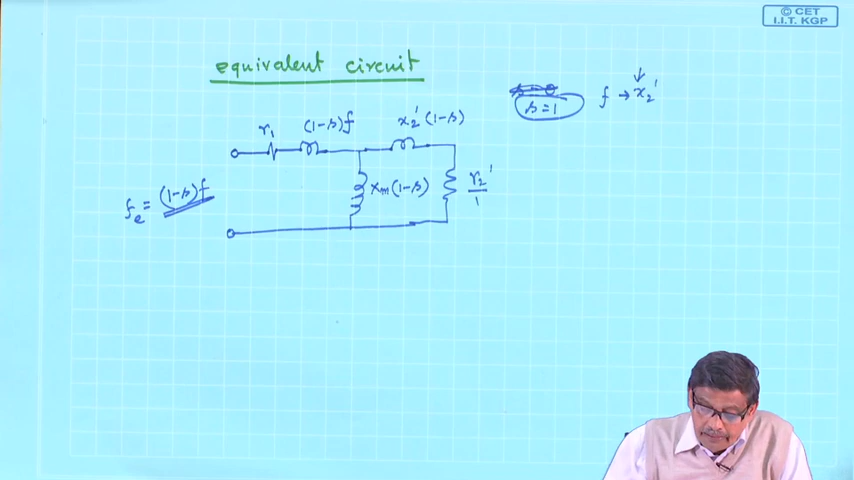 © CET
I.I.T. KGP
equivalent circuit
s = 1
f → x₂'
r₁ (1-s)f x₂'(1-s)
xₘ(1-s) r₂'/1
fₑ = (1-s)f